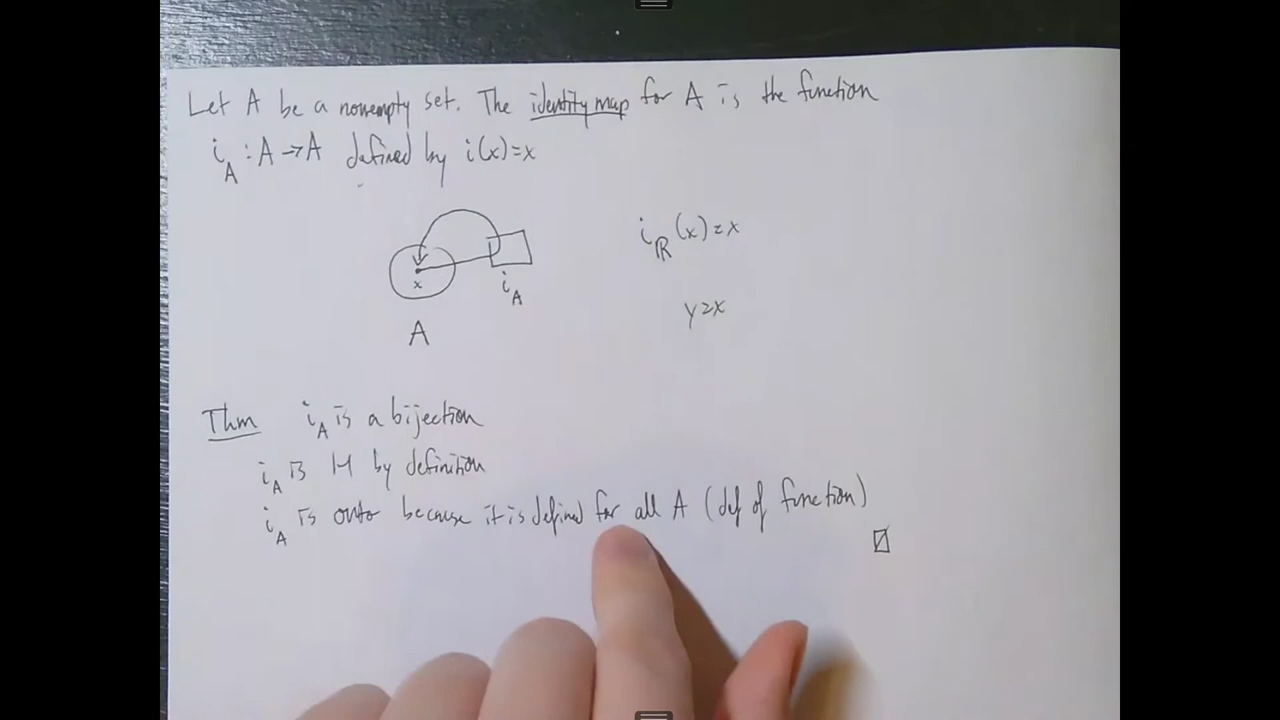 Let A be a nonempty set. The identity map for A is the function
i_A : A → A defined by i(x)=x
i_ℝ(x)=x
x
i_A
y=x
A
Thm i_A is a bijection
i_A is 1-1 by definition
i_A is onto because it is defined for all A (def of function)